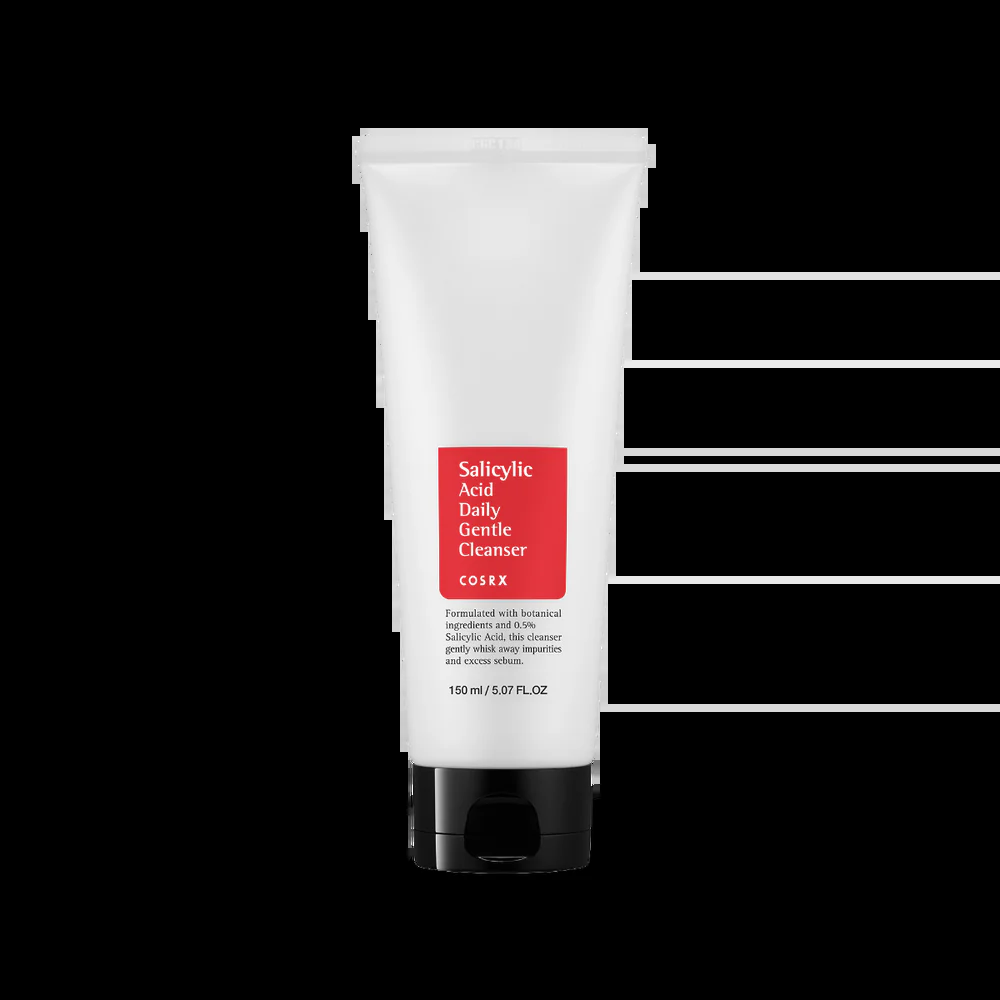 Salicylic
Acid
Daily
Gentle
Cleanser
COSRX
Formulated with botanical
ingredients and 0.5%
Salicylic Acid, this cleanser
gently whisk away impurities
and excess sebum.
150 ml / 5.07 FL.OZ